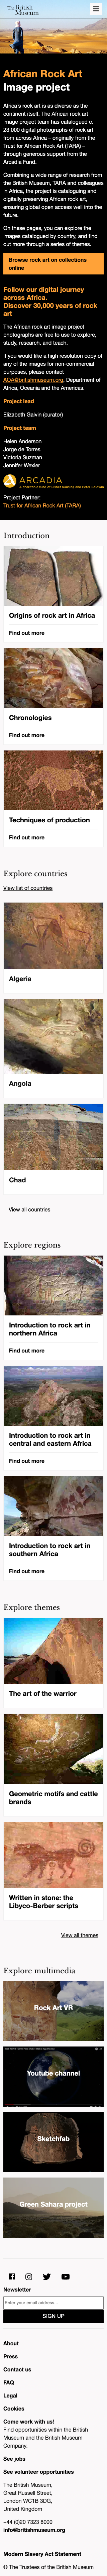 The British
Museum
African Rock Art
Image project
Africa's rock art is as diverse as the
continent itself. The African rock art
image project team has catalogued c.
23,000 digital photographs of rock art
from across Africa – originally from the
Trust for African Rock Art (TARA) –
through generous support from the
Arcadia Fund.
Combining a range of research from
the British Museum, TARA and colleagues
in Africa, the project is documenting and
digitally curating African rock art,
ensuring global open access well into the
future.
On these pages, you can explore the
rock images catalogued by country, and find
out more through a series of themes.
Browse rock art on collections
online
Follow our digital journey
across Africa.
Discover 30,000 years of rock
art
The African rock art image project
photographs are free to use to explore,
study, research, and teach.
If you would like a high resolution copy of
the images for non-commercial
purposes, please contact
AOA@britishmuseum.org, Department of
Africa, Oceania and the Americas.
Project lead
Elizabeth Galvin (curator)
Project team
Helen Anderson
Jorge de Torres
Victoria Suzman
Jennifer Wexler
ARCADIA
A charitable fund of Lisbet Rausing and Peter Baldwin
Project Partner:
Trust for African Rock Art (TARA)
Introduction
Origins of rock art in Africa
Find out more
Chronologies
Find out more
Techniques of production
Find out more
Explore countries
View list of countries
Algeria
Angola
Chad
View all countries
Explore regions
Introduction to rock art in
northern Africa
Find out more
Introduction to rock art in
central and eastern Africa
Find out more
Introduction to rock art in
southern Africa
Find out more
Explore themes
The art of the warrior
Geometric motifs and cattle
brands
Written in stone: the
Libyco-Berber scripts
View all themes
Explore multimedia
Rock Art VR
Youtube channel
Sketchfab
Green Sahara project
Newsletter
Enter your email address...
SIGN UP
About
Press
Contact us
FAQ
Legal
Cookies
Come work with us!
Find opportunities within the British
Museum and the British Museum
Company.
See jobs
See volunteer opportunities
The British Museum,
Great Russell Street,
London WC1B 3DG,
United Kingdom
+44 (0)20 7323 8000
info@britishmuseum.org
Modern Slavery Act Statement
© The Trustees of the British Museum